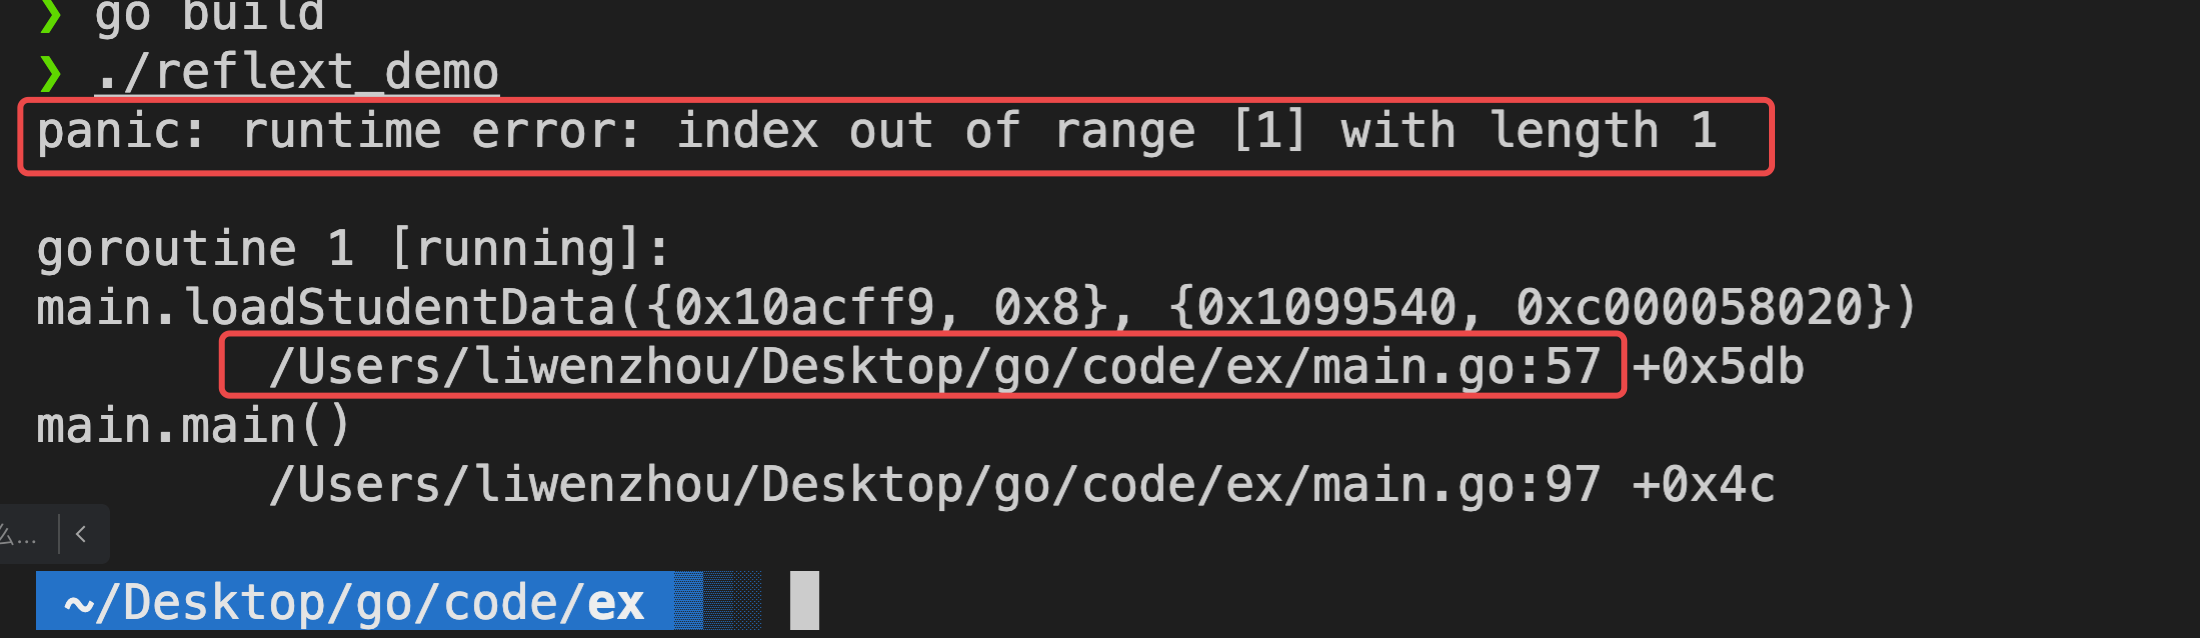 ❯ go build
❯ ./reflext_demo
panic: runtime error: index out of range [1] with length 1
goroutine 1 [running]:
main.loadStudentData({0x10acff9, 0x8}, {0x1099540, 0xc000058020})
/Users/liwenzhou/Desktop/go/code/ex/main.go:57 +0x5db
main.main()
/Users/liwenzhou/Desktop/go/code/ex/main.go:97 +0x4c
么... <
~/Desktop/go/code/ex